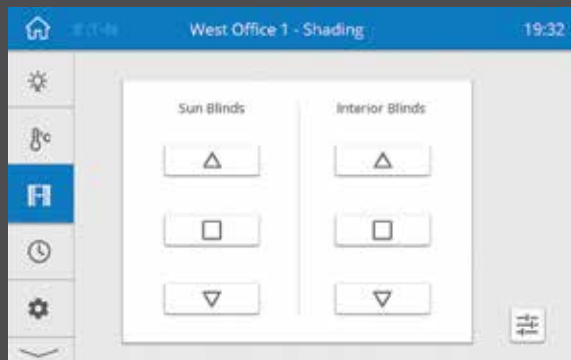 West Office 1 - Shading
19:32
Sun Blinds
Interior Blinds
°C